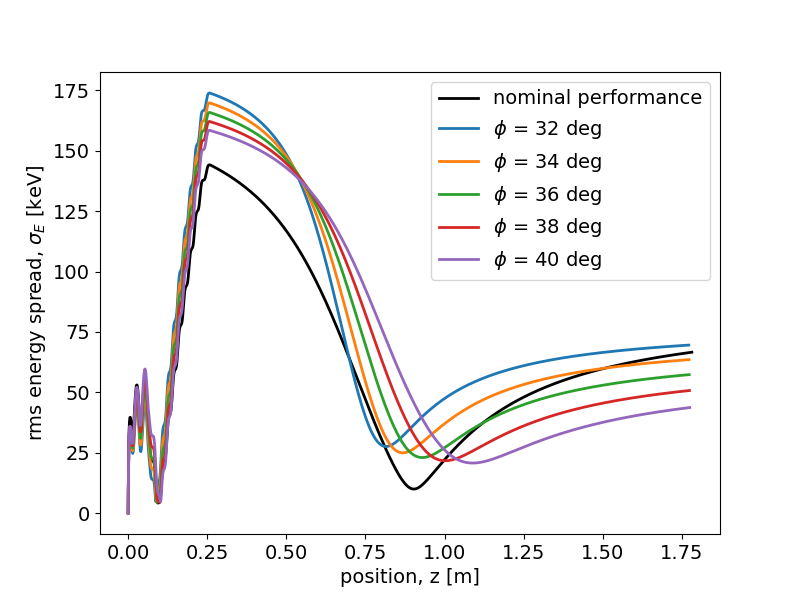 175
150
125
100
75
50
25
0
rms energy spread, σ_E [keV]
nominal performance
ϕ = 32 deg
ϕ = 34 deg
ϕ = 36 deg
ϕ = 38 deg
ϕ = 40 deg
0.00 0.25 0.50 0.75 1.00 1.25 1.50 1.75
position, z [m]